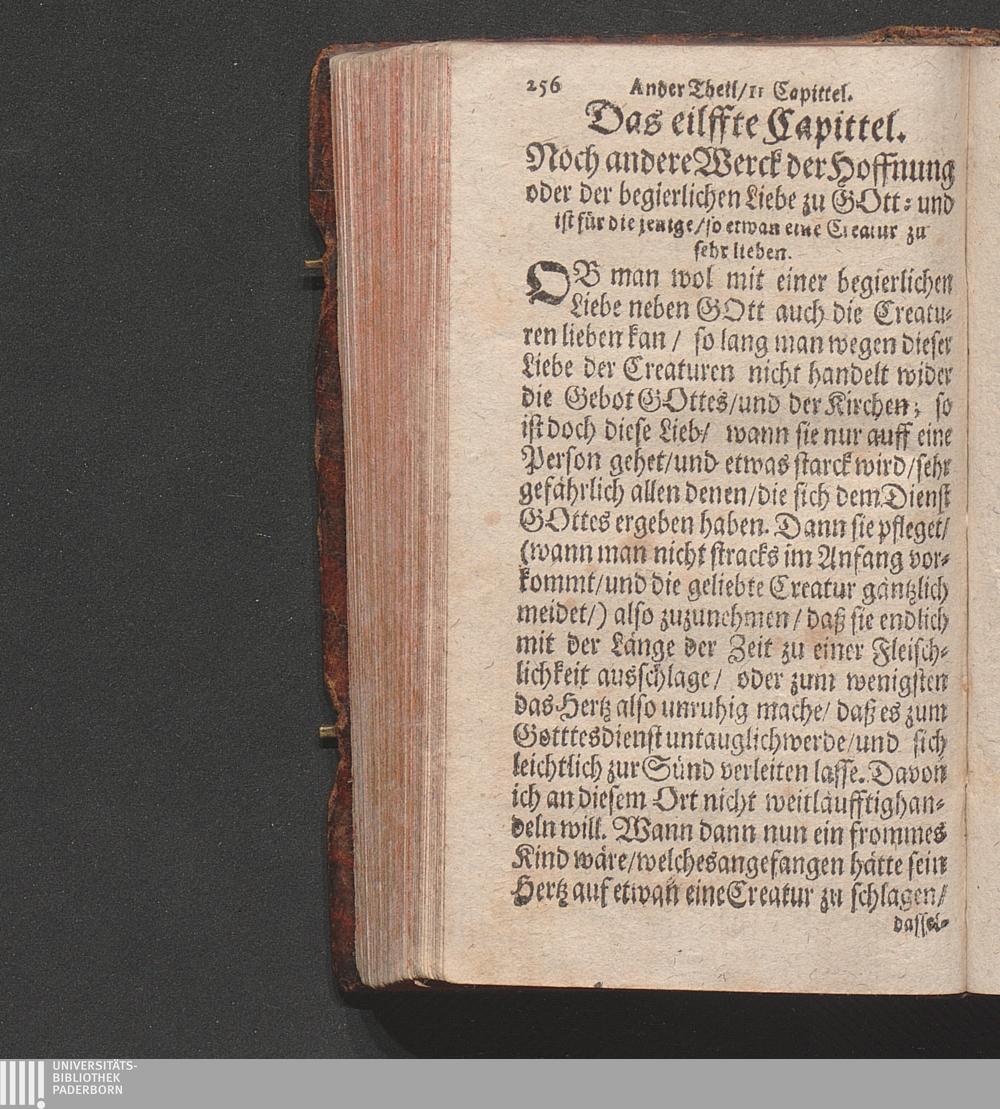 256 Ander Theil/11 Capittel.
Das eilffte Capittel.
Noch andere Werck der Hoffnung
oder der begierlichen Liebe zu GOtt: und
ist für die jenige/so etwan eine Creatur zu
sehr lieben.
OB man wol mit einer begierlichen
Liebe neben GOtt auch die Creatu-
ren lieben kan / so lang man wegen dieser
Liebe der Creaturen nicht handelt wider
die Gebot GOttes/und der Kirchen; so
ist doch diese Lieb/ wann sie nur auff eine
Person gehet/und etwas starck wird/sehr
gefährlich allen denen/die sich dem Dienst
GOttes ergeben haben. Dann sie pfleget/
(wann man nicht stracks im Anfang vor-
kommt/und die geliebte Creatur gäntzlich
meidet/) also zuzunehmen/ daß sie endlich
mit der Länge der Zeit zu einer Fleisch-
lichkeit ausschlage/ oder zum wenigsten
das Hertz also unruhig mache/ daß es zum
Gotttesdienst untauglich werde/und sich
leichtlich zur Sünd verleiten lasse. Davon
ich an diesem Ort nicht weitläufftig han-
deln will. Wann dann nun ein frommes
Kind wäre/welches angefangen hätte sein
Hertz auf etwan eine Creatur zu schlagen/
dassel-
UNIVERSITÄTS-
BIBLIOTHEK
PADERBORN